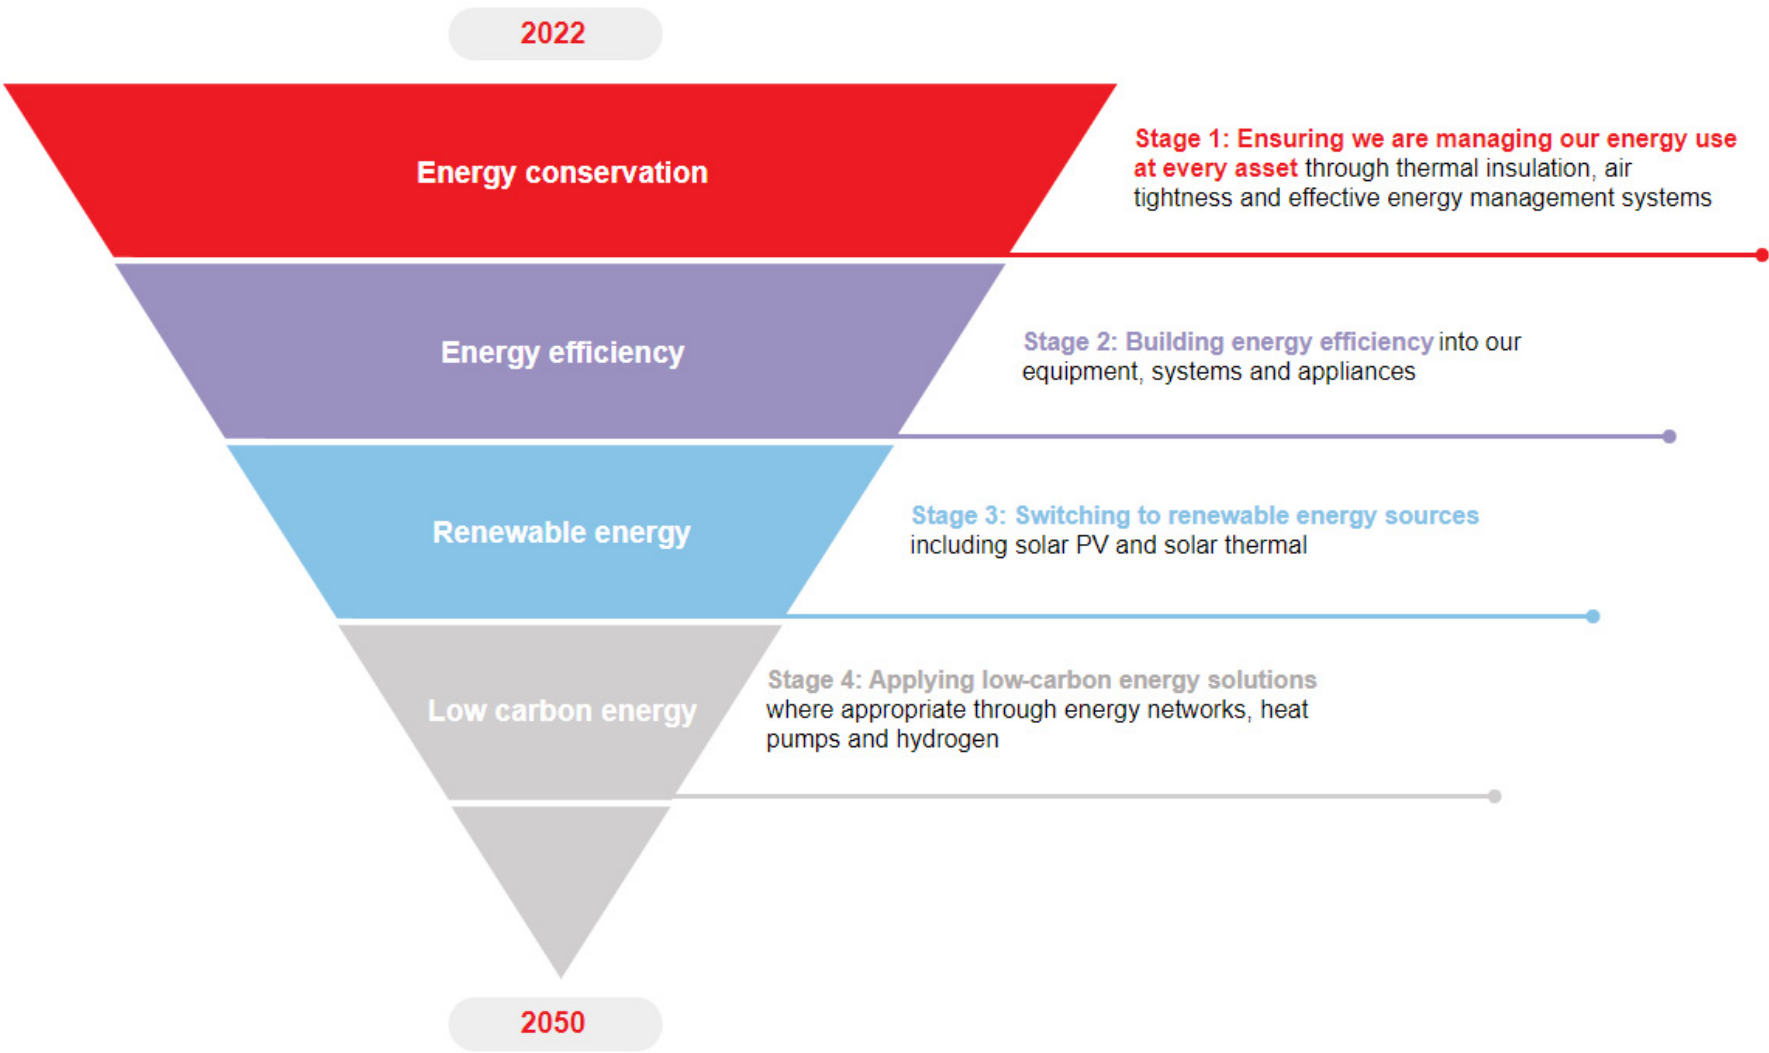 2022
Energy conservation
Stage 1: Ensuring we are managing our energy use
at every asset through thermal insulation, air
tightness and effective energy management systems
Energy efficiency
Stage 2: Building energy efficiency into our
equipment, systems and appliances
Renewable energy
Stage 3: Switching to renewable energy sources
including solar PV and solar thermal
Low carbon energy
Stage 4: Applying low-carbon energy solutions
where appropriate through energy networks, heat
pumps and hydrogen
2050